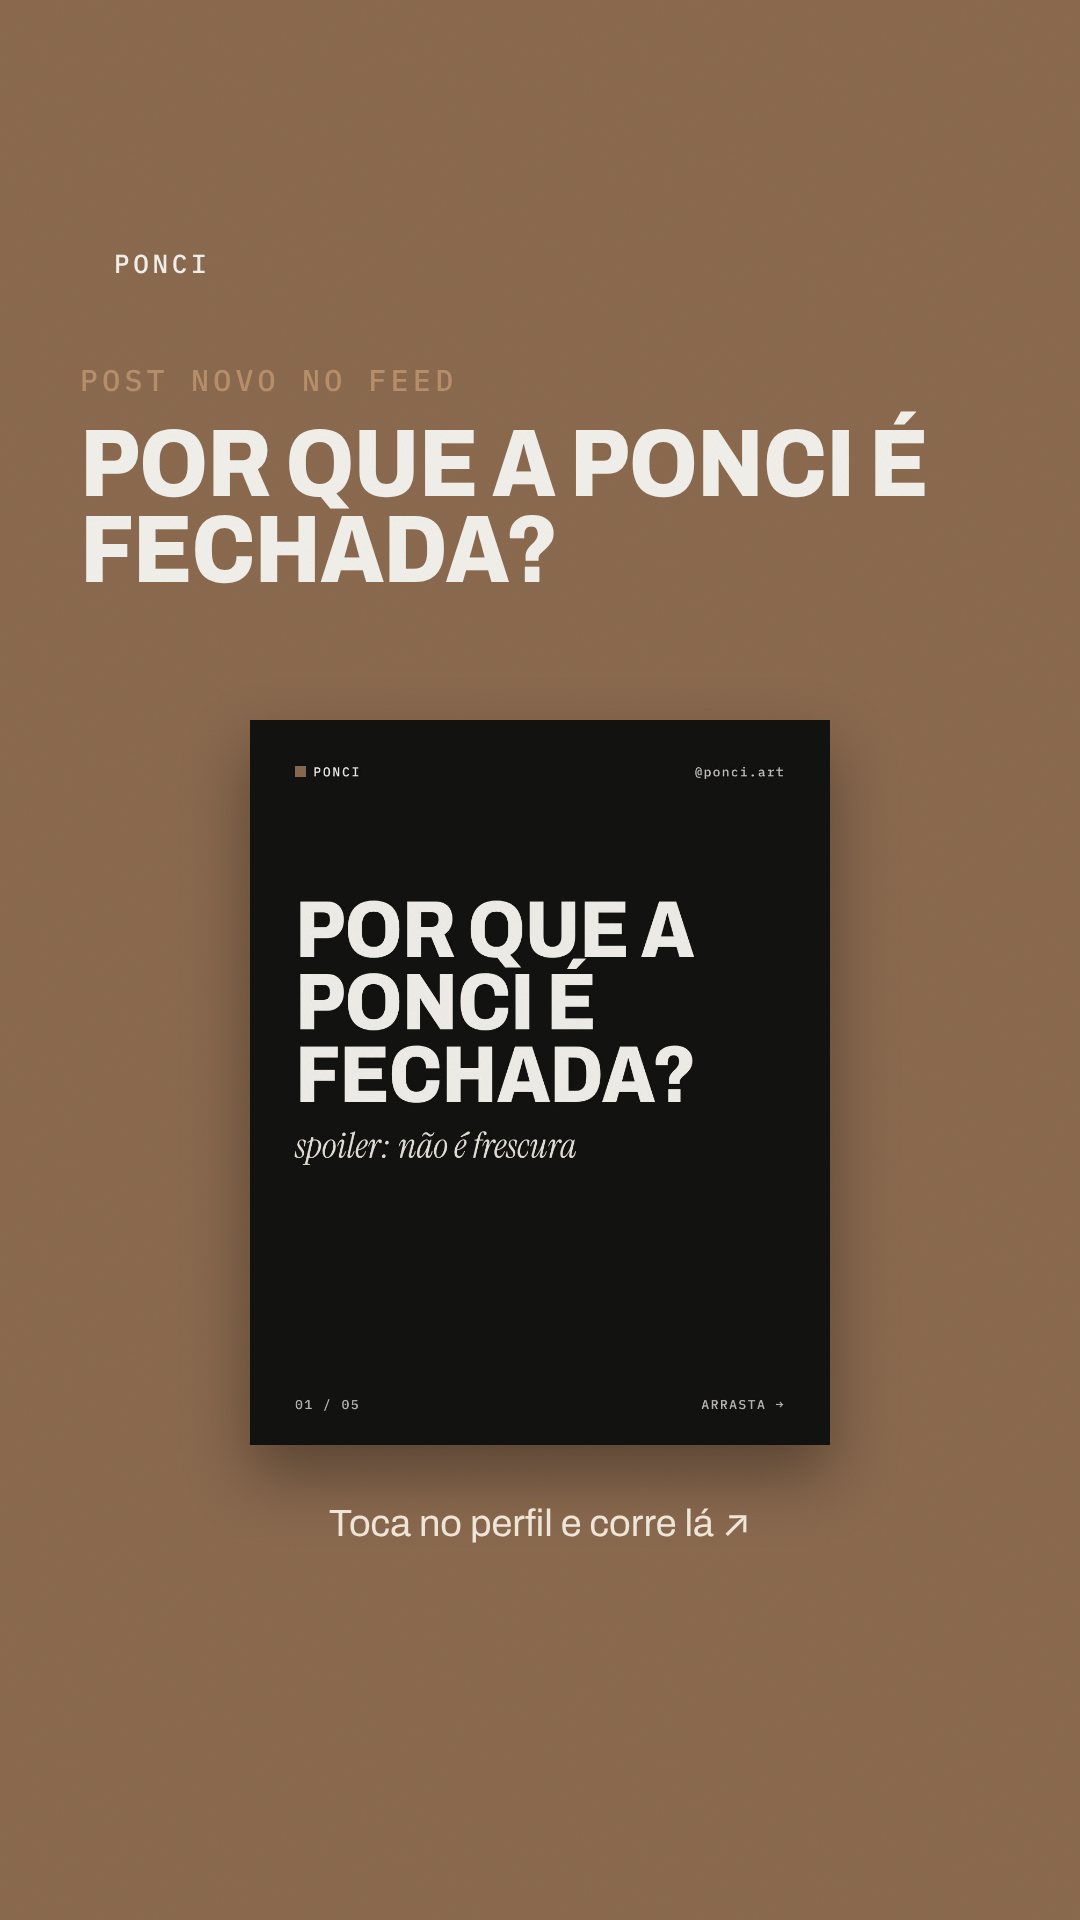 PONCI
POST NOVO NO FEED
POR QUE A PONCI É
FECHADA?
PONCI
@ponci.art
POR QUE A
PONCI É
FECHADA?
spoiler: não é frescura
01 / 05
ARRASTA →
Toca no perfil e corre lá ↗